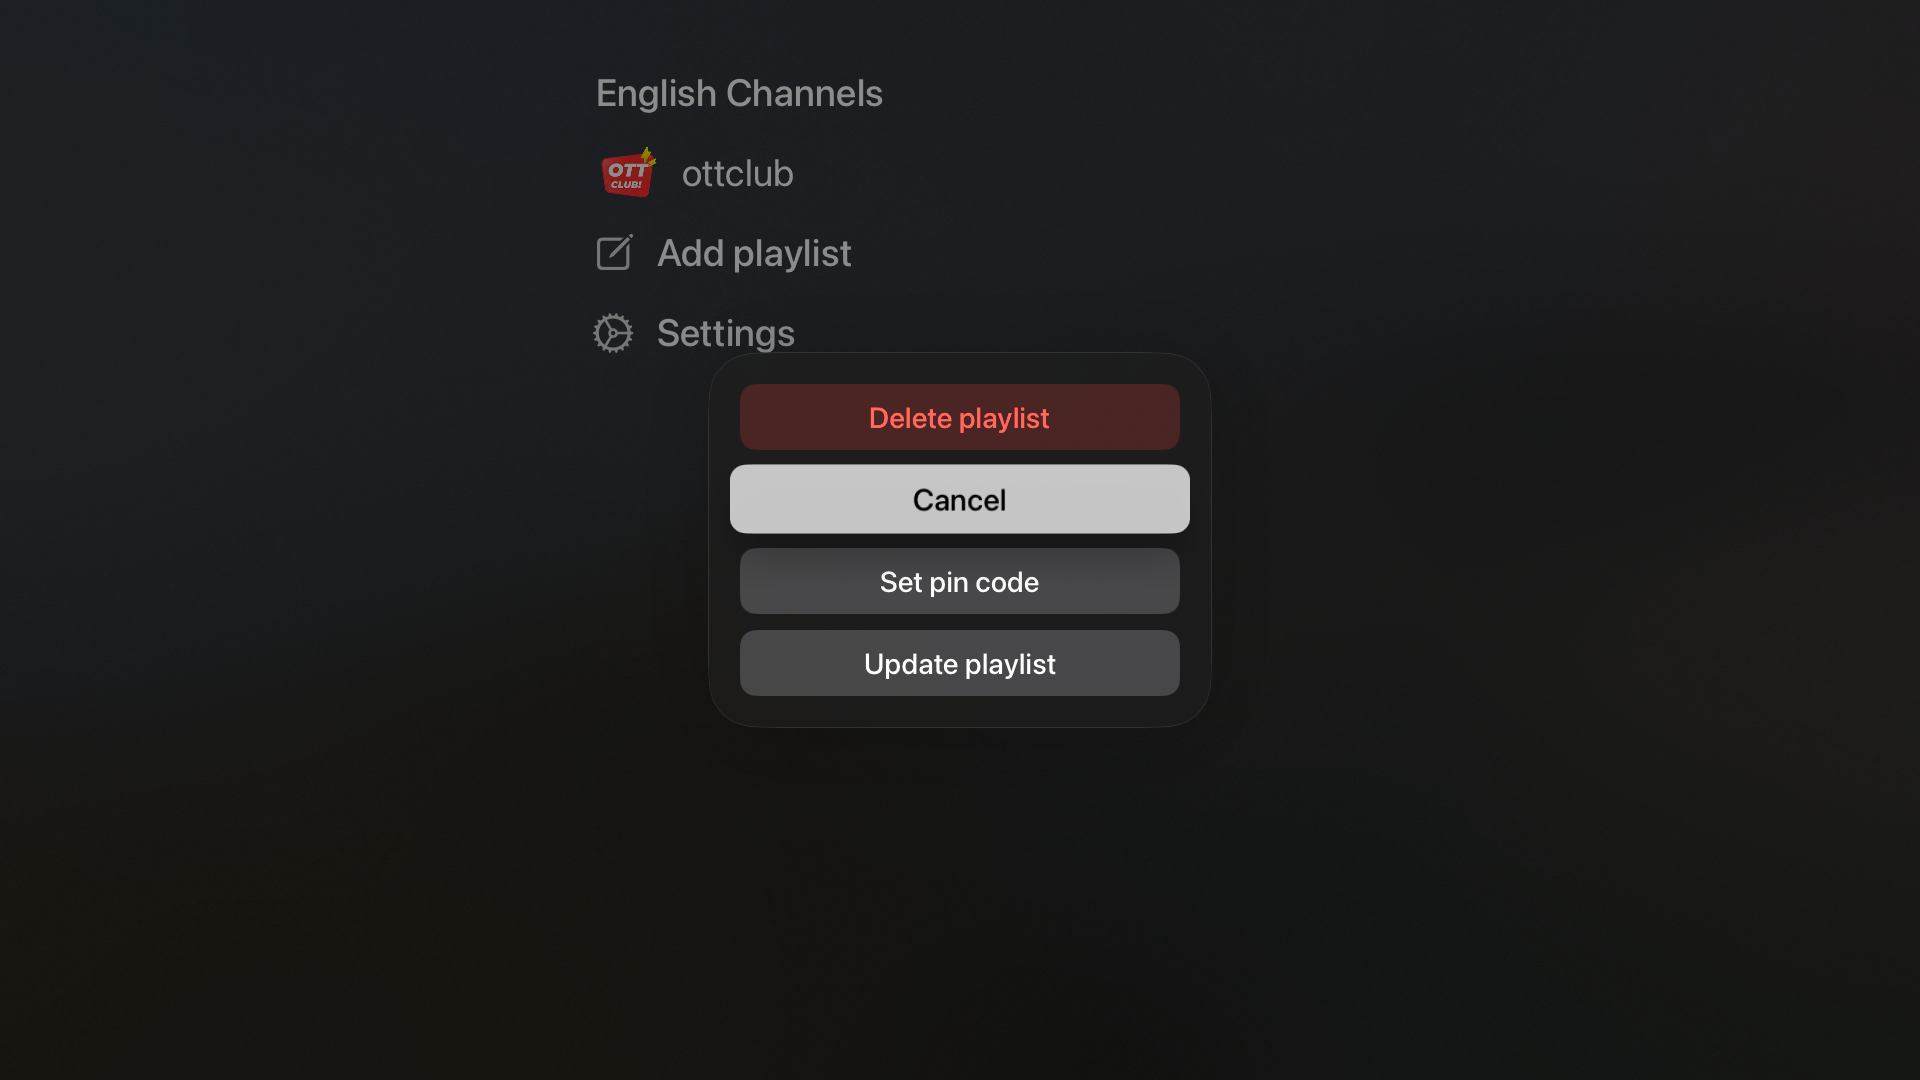 English Channels
OTT
CLUB!
ottclub
Add playlist
Settings
Delete playlist
Cancel
Set pin code
Update playlist